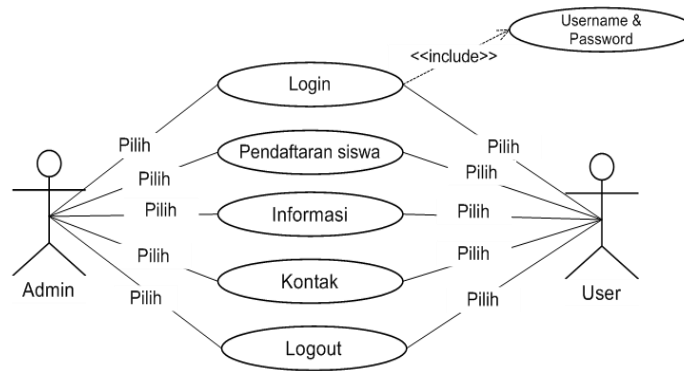 Username &
Password
<<include>>
Login
Pilih
Pilih
Pendaftaran siswa
Pilih
Pilih
Pilih
Informasi
Pilih
Pilih
Pilih
Kontak
Admin
User
Pilih
Pilih
Logout